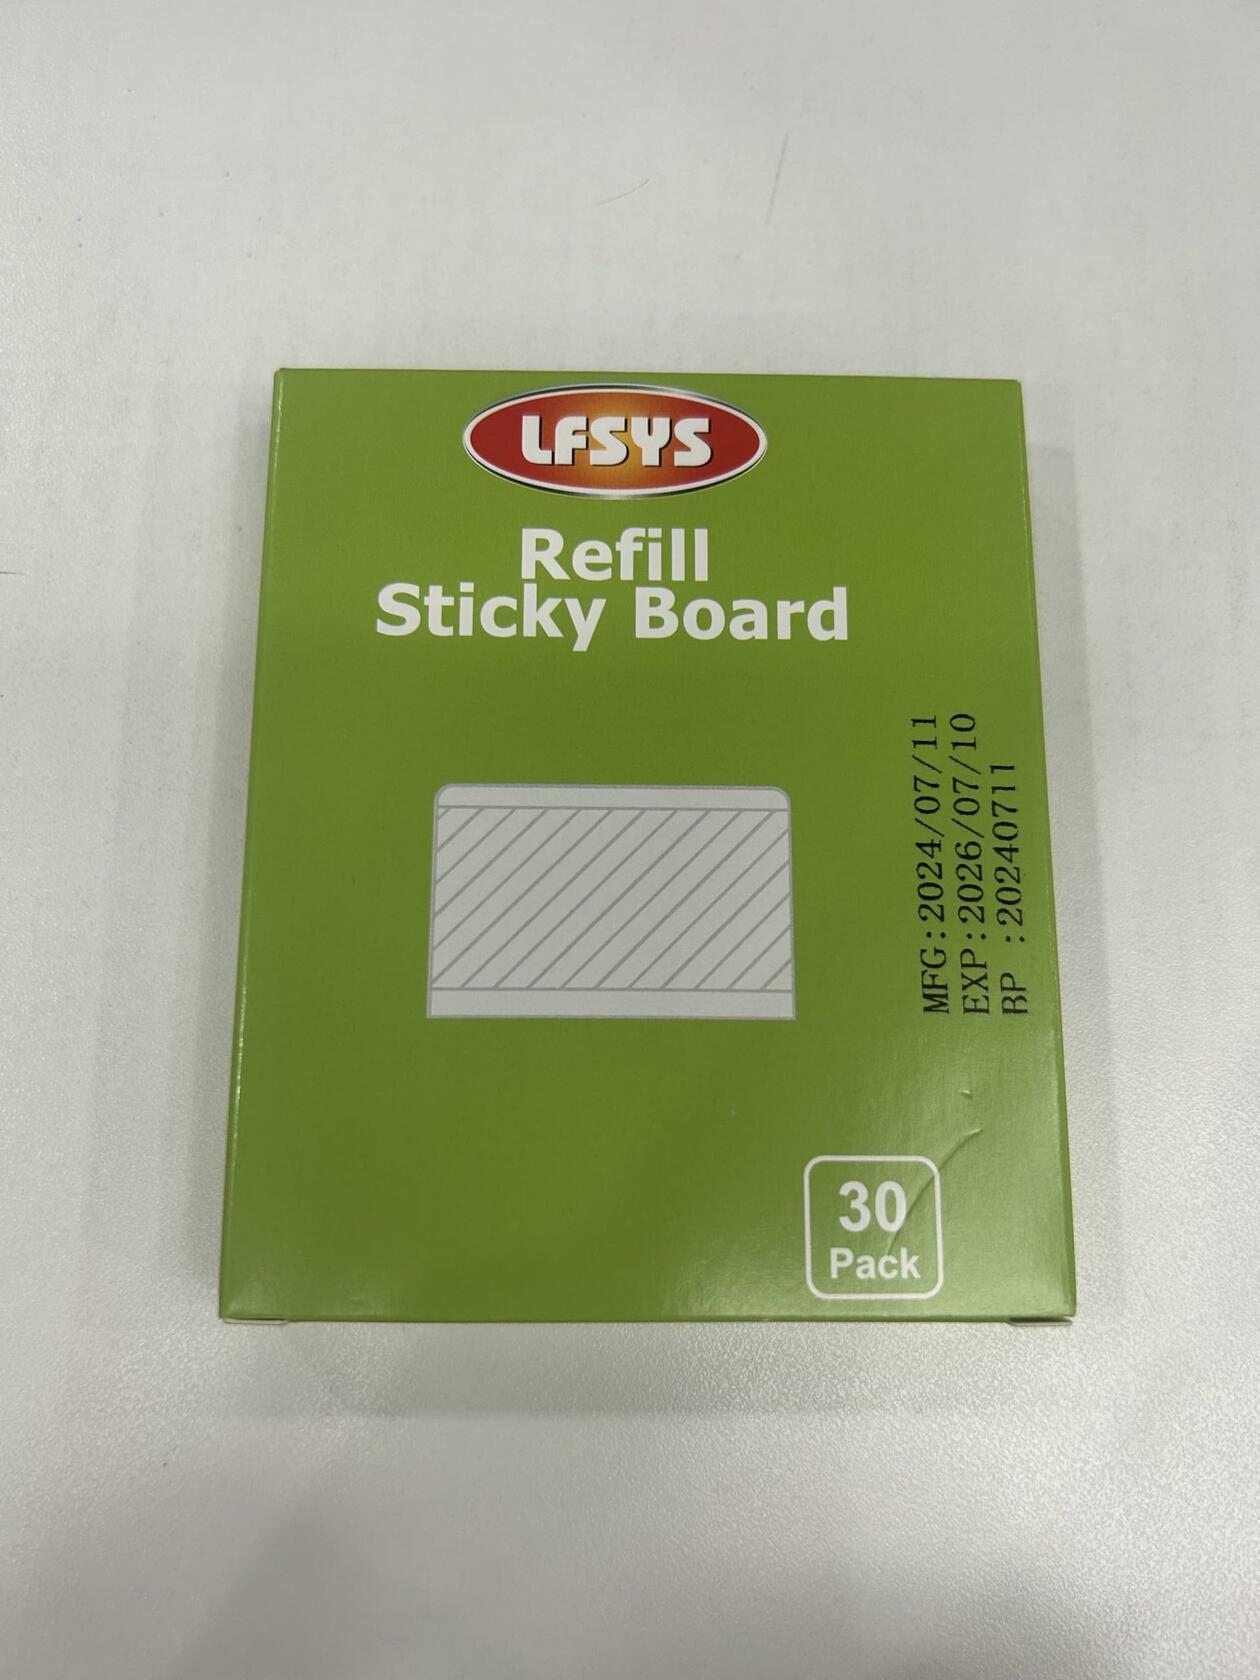 LFSYS
Refill
Sticky Board
MFG:2024/07/11
EXP:2026/07/10
BP :20240711
30
Pack